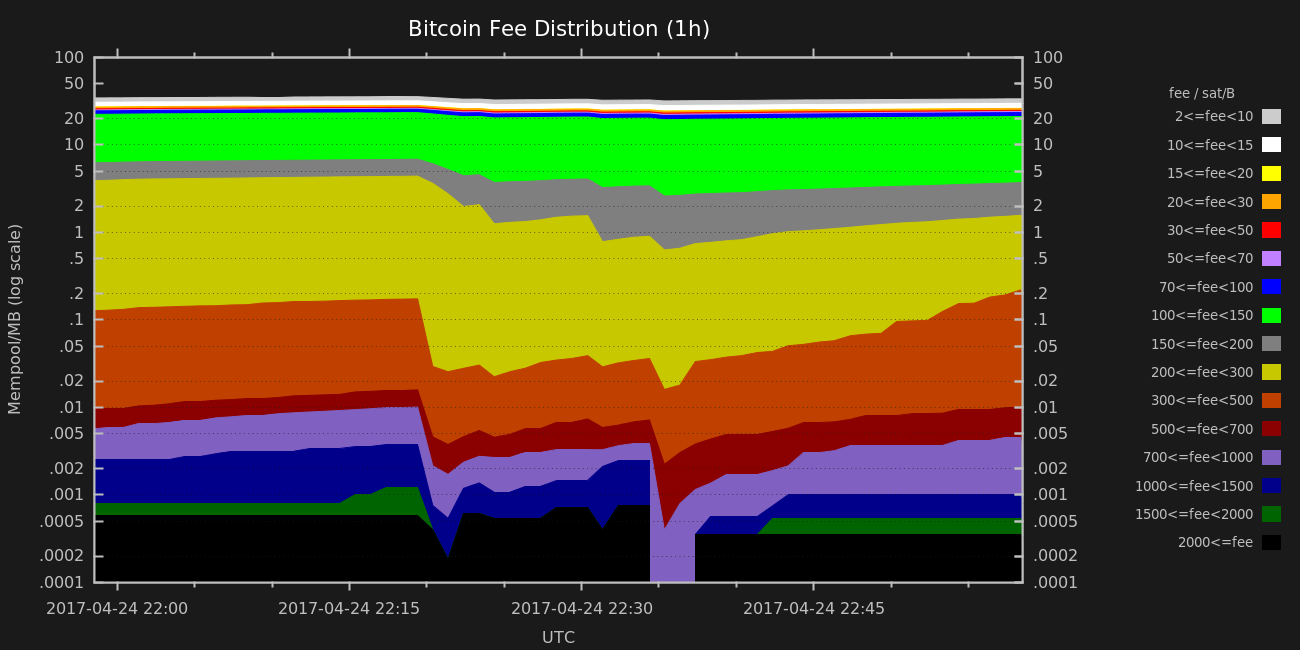 Bitcoin Fee Distribution (1h)
100
50
20
10
5
2
1
.5
.2
.1
.05
.02
.01
.005
.002
.001
.0005
.0002
.0001
Mempool/MB (log scale)
100
50
20
10
5
2
1
.5
.2
.1
.05
.02
.01
.005
.002
.001
.0005
.0002
.0001
2017-04-24 22:00
2017-04-24 22:15
2017-04-24 22:30
2017-04-24 22:45
UTC
fee / sat/B
2<=fee<10
10<=fee<15
15<=fee<20
20<=fee<30
30<=fee<50
50<=fee<70
70<=fee<100
100<=fee<150
150<=fee<200
200<=fee<300
300<=fee<500
500<=fee<700
700<=fee<1000
1000<=fee<1500
1500<=fee<2000
2000<=fee